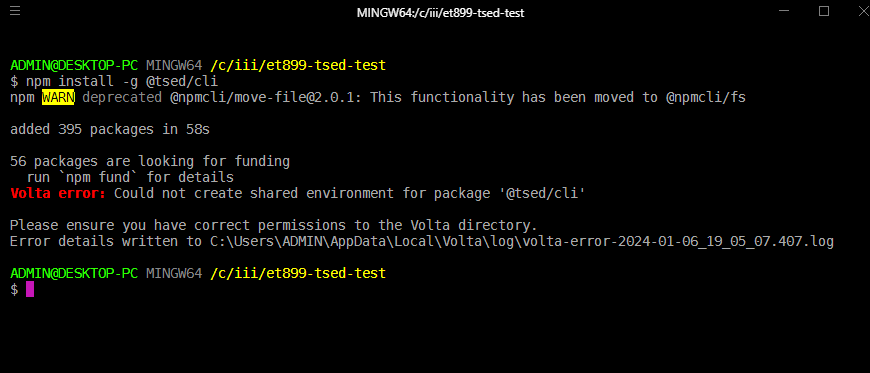 MINGW64:/c/iii/et899-tsed-test
ADMIN@DESKTOP-PC MINGW64 /c/iii/et899-tsed-test
$ npm install -g @tsed/cli
npm WARN deprecated @npmcli/move-file@2.0.1: This functionality has been moved to @npmcli/fs
added 395 packages in 58s
56 packages are looking for funding
run `npm fund` for details
Volta error: Could not create shared environment for package '@tsed/cli'
Please ensure you have correct permissions to the Volta directory.
Error details written to C:\Users\ADMIN\AppData\Local\Volta\log\volta-error-2024-01-06_19_05_07.407.log
ADMIN@DESKTOP-PC MINGW64 /c/iii/et899-tsed-test
$